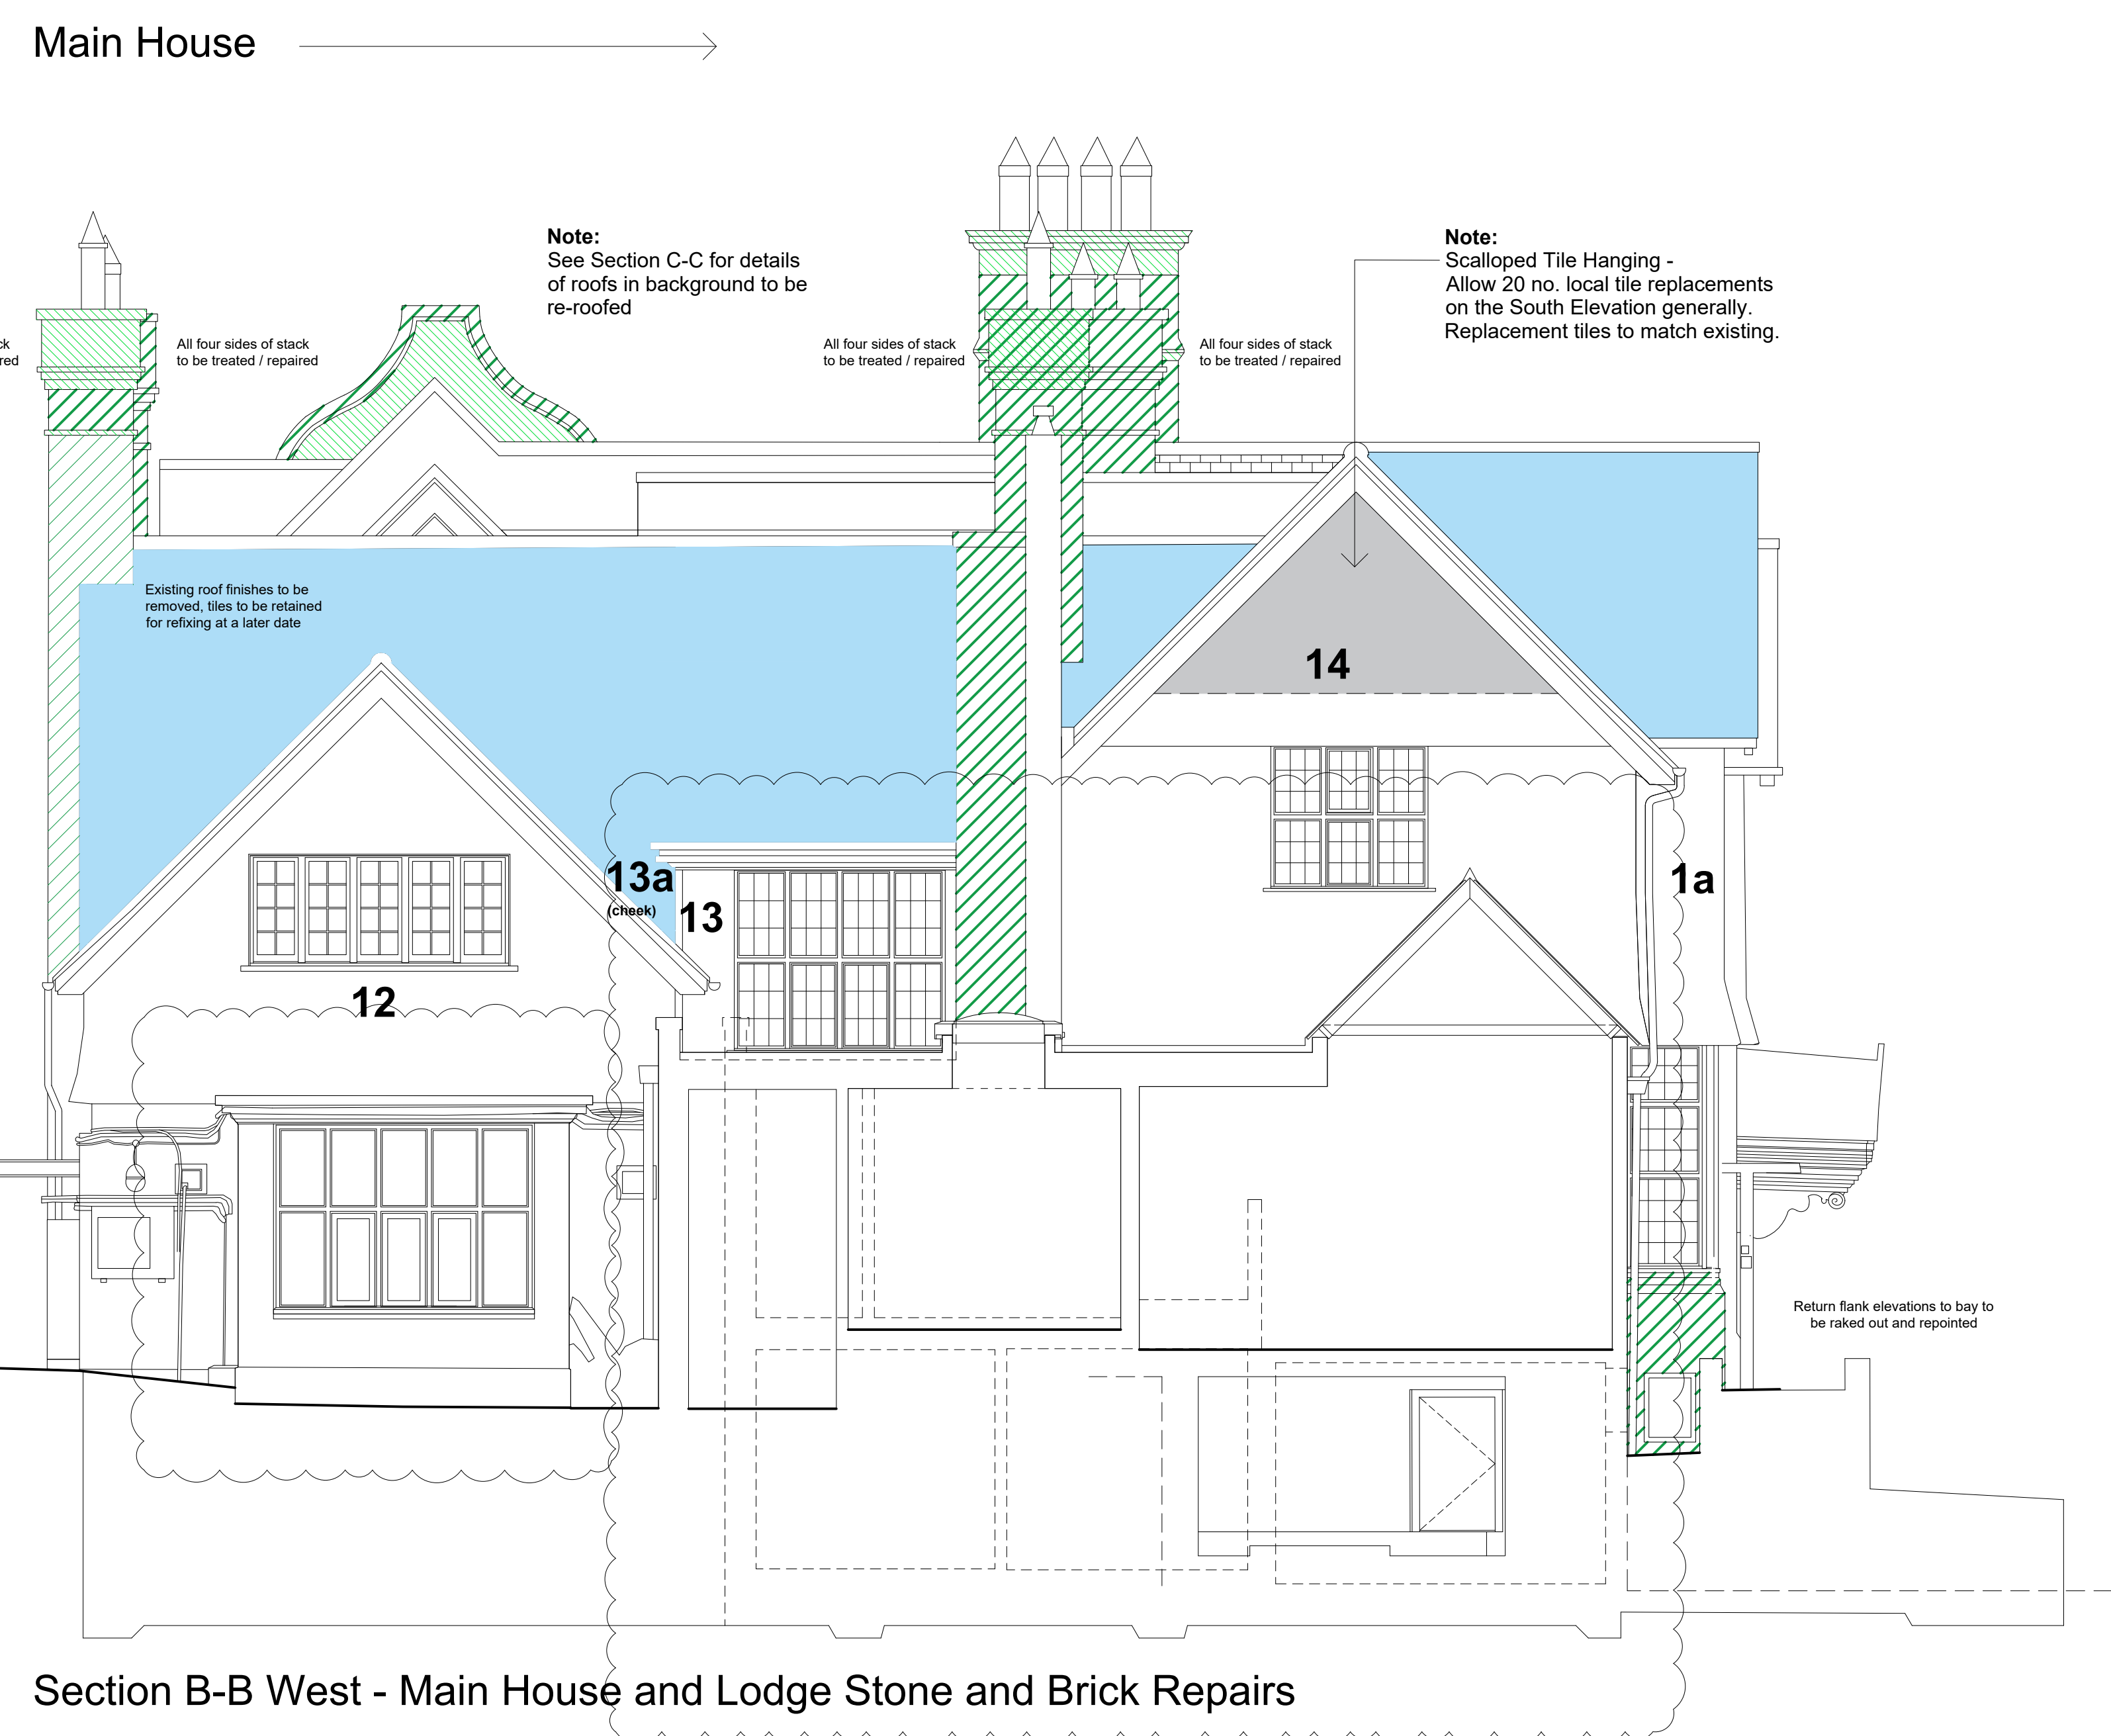 Main House
Note:
See Section C-C for details
of roofs in background to be
re-roofed
Note:
Scalloped Tile Hanging -
Allow 20 no. local tile replacements
on the South Elevation generally.
Replacement tiles to match existing.
ck
red
All four sides of stack
to be treated / repaired
All four sides of stack
to be treated / repaired
All four sides of stack
to be treated / repaired
Existing roof finishes to be
removed, tiles to be retained
for refixing at a later date
14
13a
(cheek)
13
1a
12
Return flank elevations to bay to
be raked out and repointed
Section B-B West - Main House and Lodge Stone and Brick Repairs